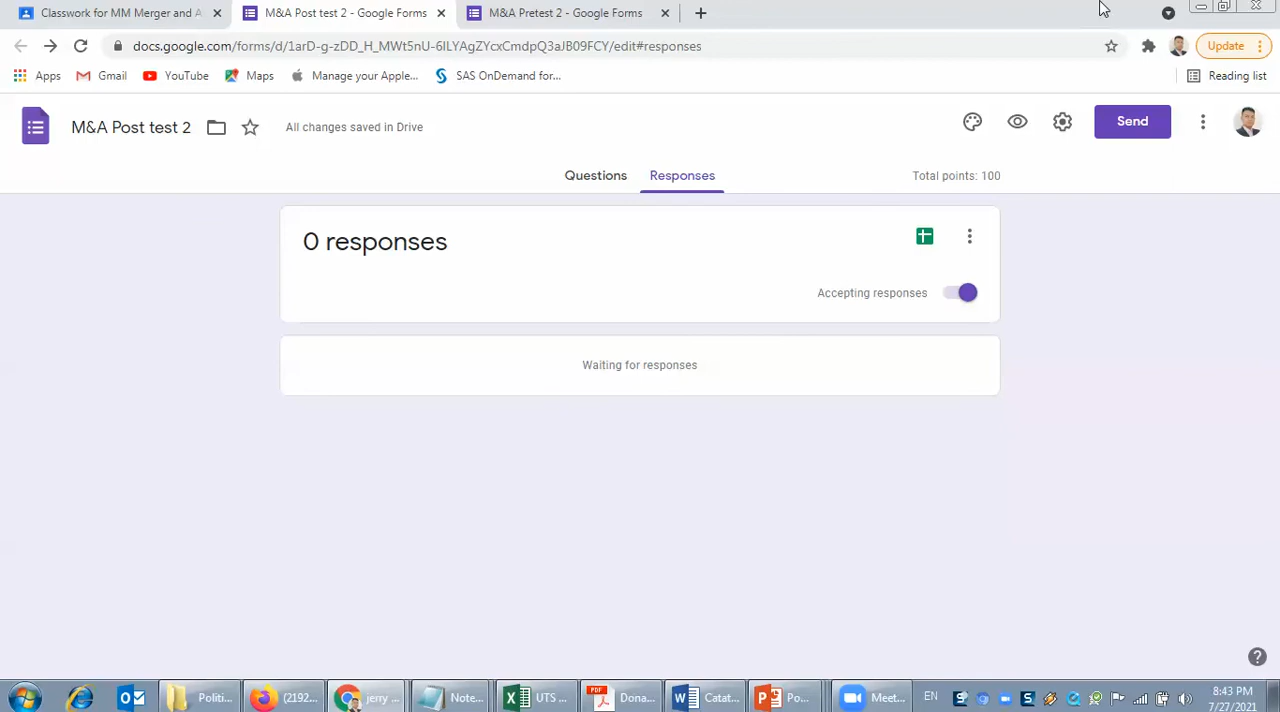 Classwork for MM Merger and A
M&A Post test 2 - Google Forms
M&A Pretest 2 - Google Forms
docs.google.com/forms/d/1arD-g-zDD_H_MWt5nU-6ILYAgZYcxCmdpQ3aJB09FCY/edit#responses
Update
Apps
Gmail
YouTube
Maps
Manage your Apple...
SAS OnDemand for...
Reading list
M&A Post test 2
All changes saved in Drive
Send
Questions
Responses
Total points: 100
0 responses
Accepting responses
Waiting for responses
Politi...
(2192...
jerry ...
Note...
UTS ...
PDF
Dona...
Catat...
Po...
Meet...
EN
8:43 PM
7/27/2021